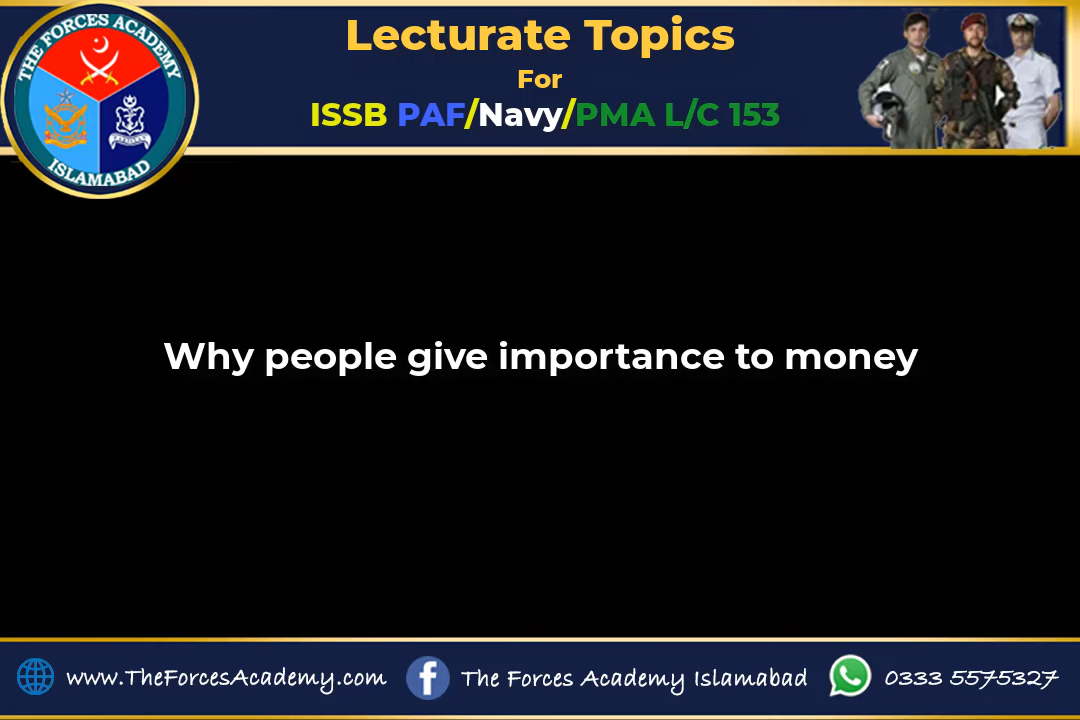 THE FORCES ACADEMY
ISLAMABAD
Lecturate Topics
For
ISSB PAF/Navy/PMA L/C 153
Why people give importance to money
www.TheForcesAcademy.com
The Forces Academy Islamabad
0333 5575327